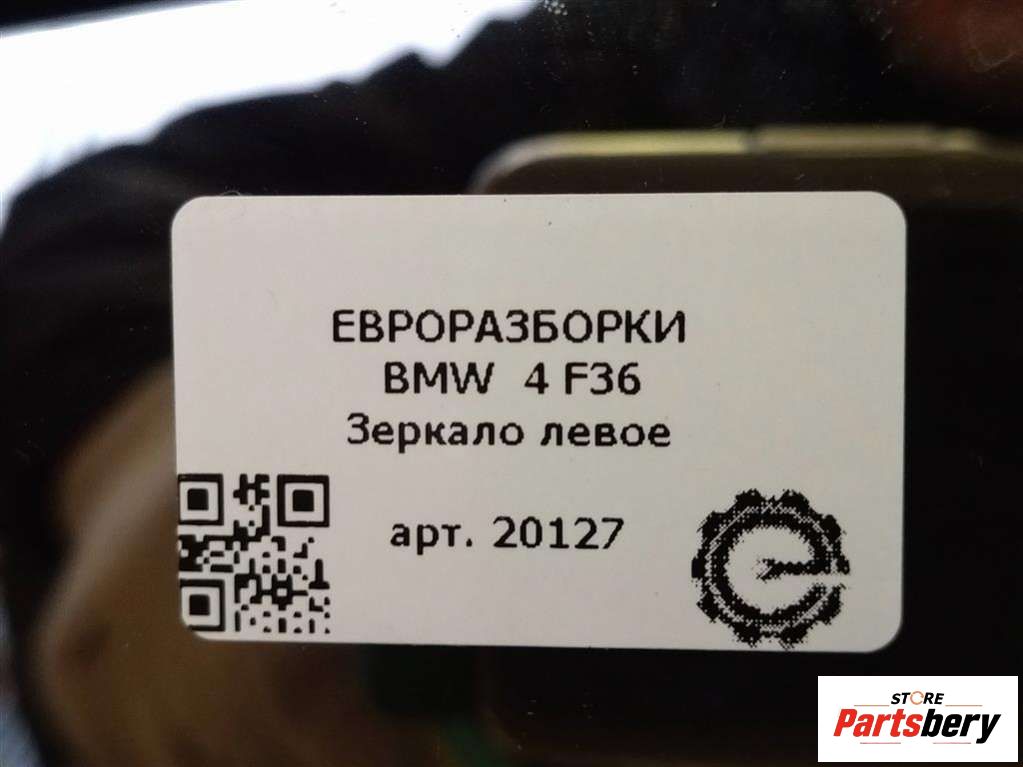 ЕВРОРАЗБОРКИ
BMW 4 F36
Зеркало левое
арт. 20127
STORE
Partsbery